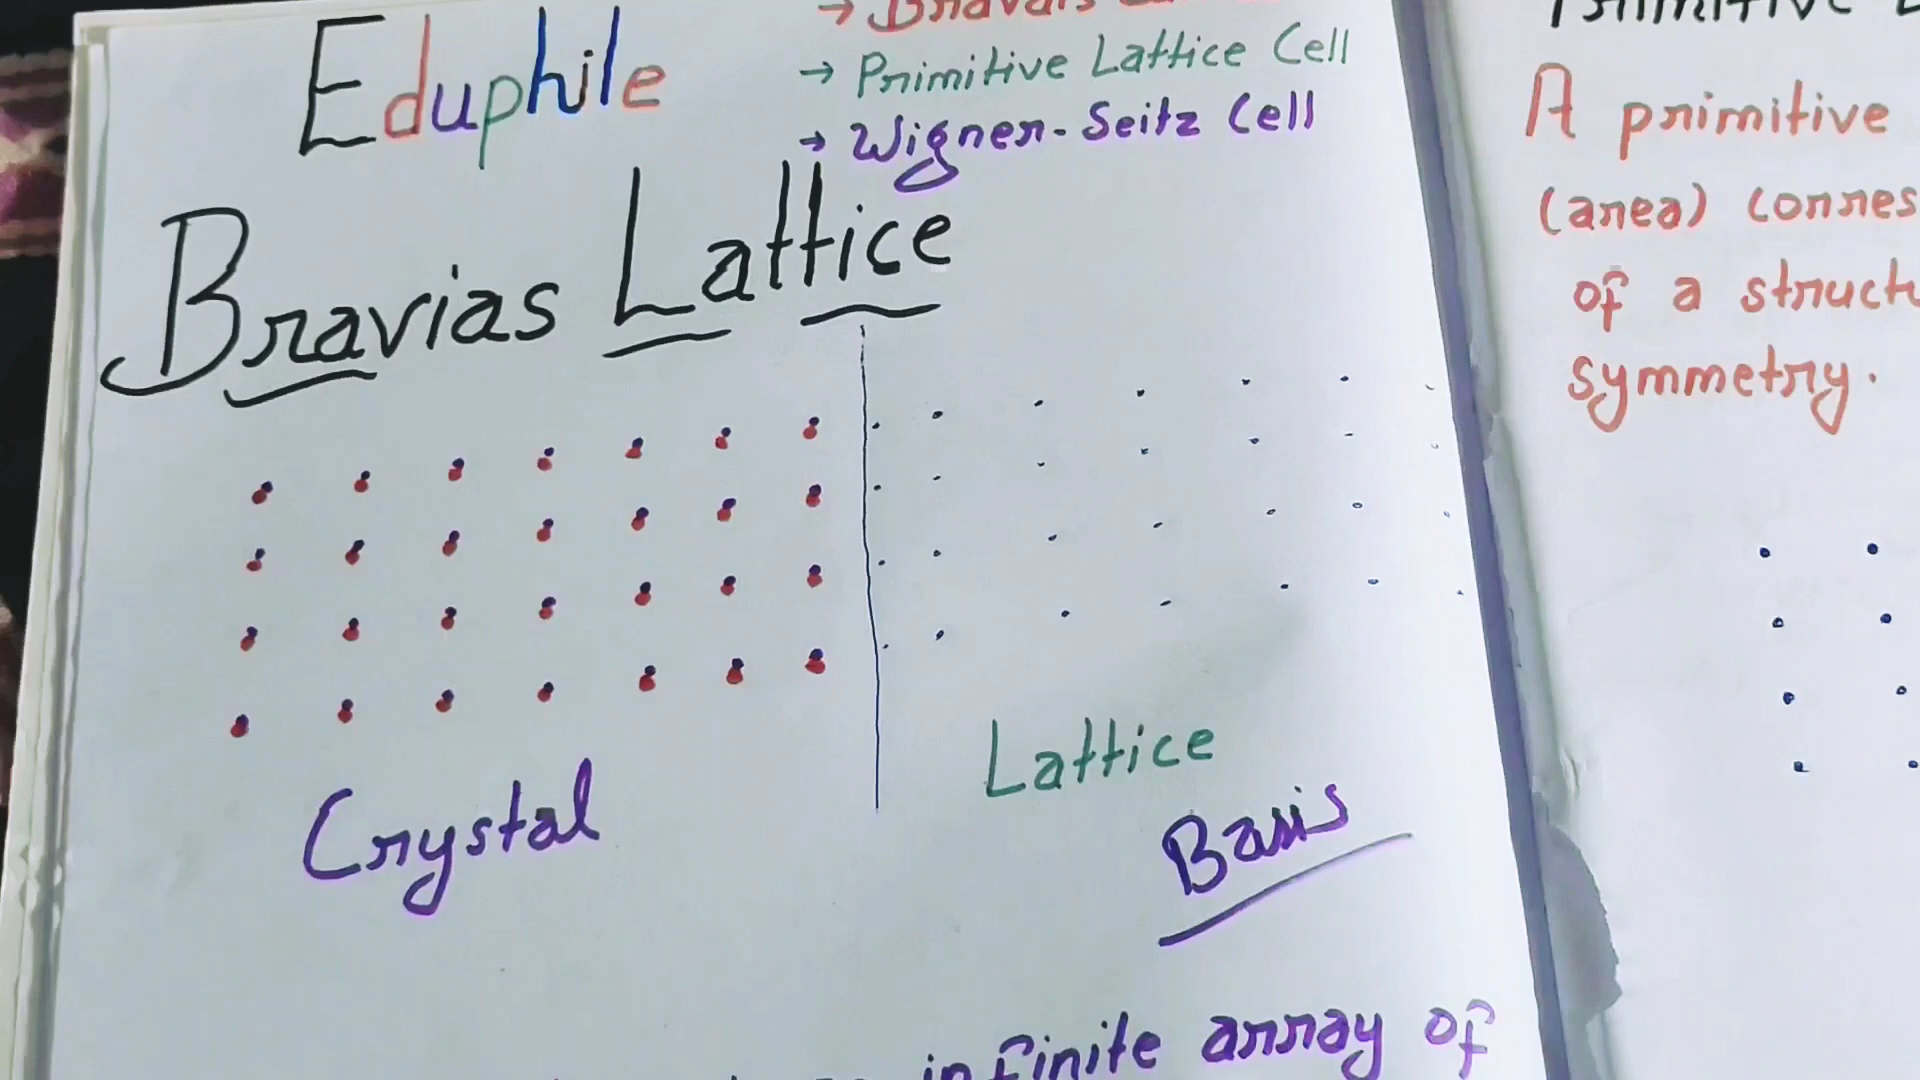 Eduphile
→ Primitive Lattice Cell
→ Wigner-Seitz Cell
Bravias Lattice
Crystal
Lattice
Basis
infinite array of
A primitive
(area) corres
of a struct
symmetry.